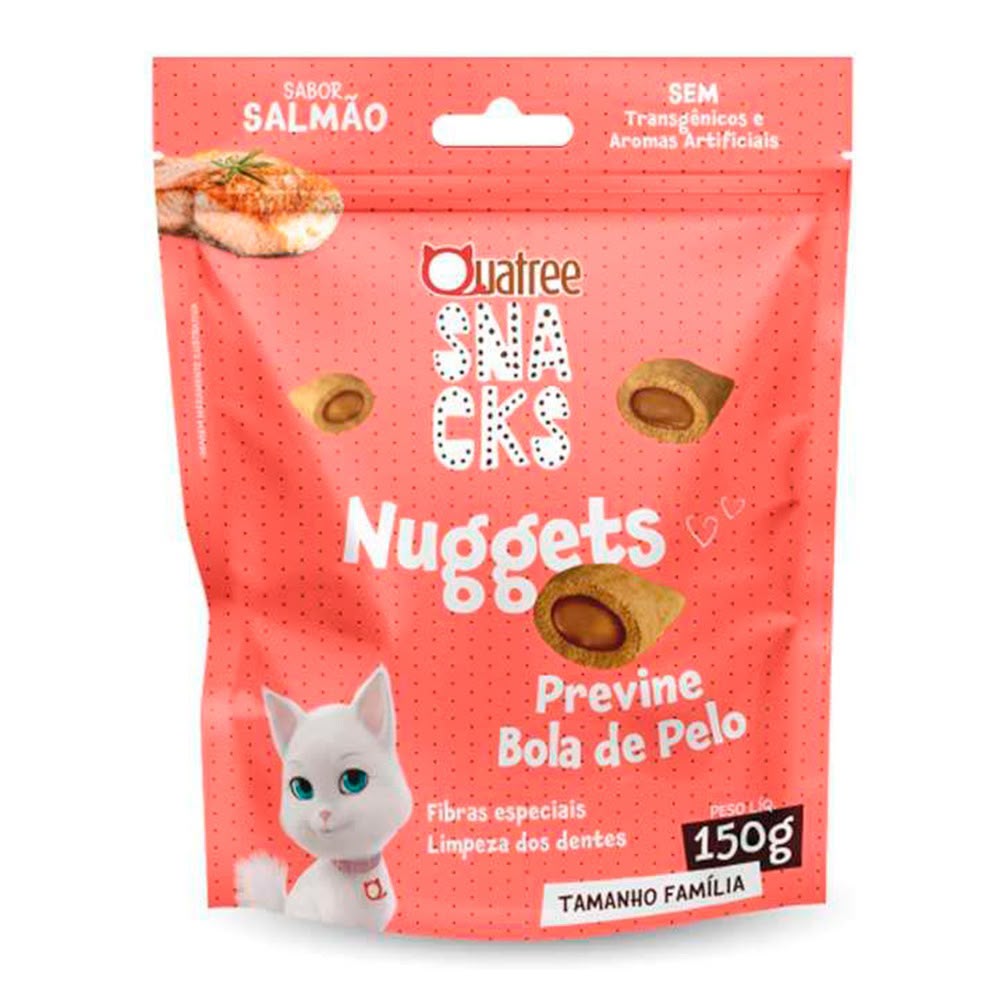 SABOR
SALMÃO
SEM
Transgênicos e
Aromas Artificiais
Quatree
SNA
CKS
Nuggets
Previne
Bola de Pelo
Fibras especiais
Limpeza dos dentes
PESO LÍQ.
150g
TAMANHO FAMÍLIA